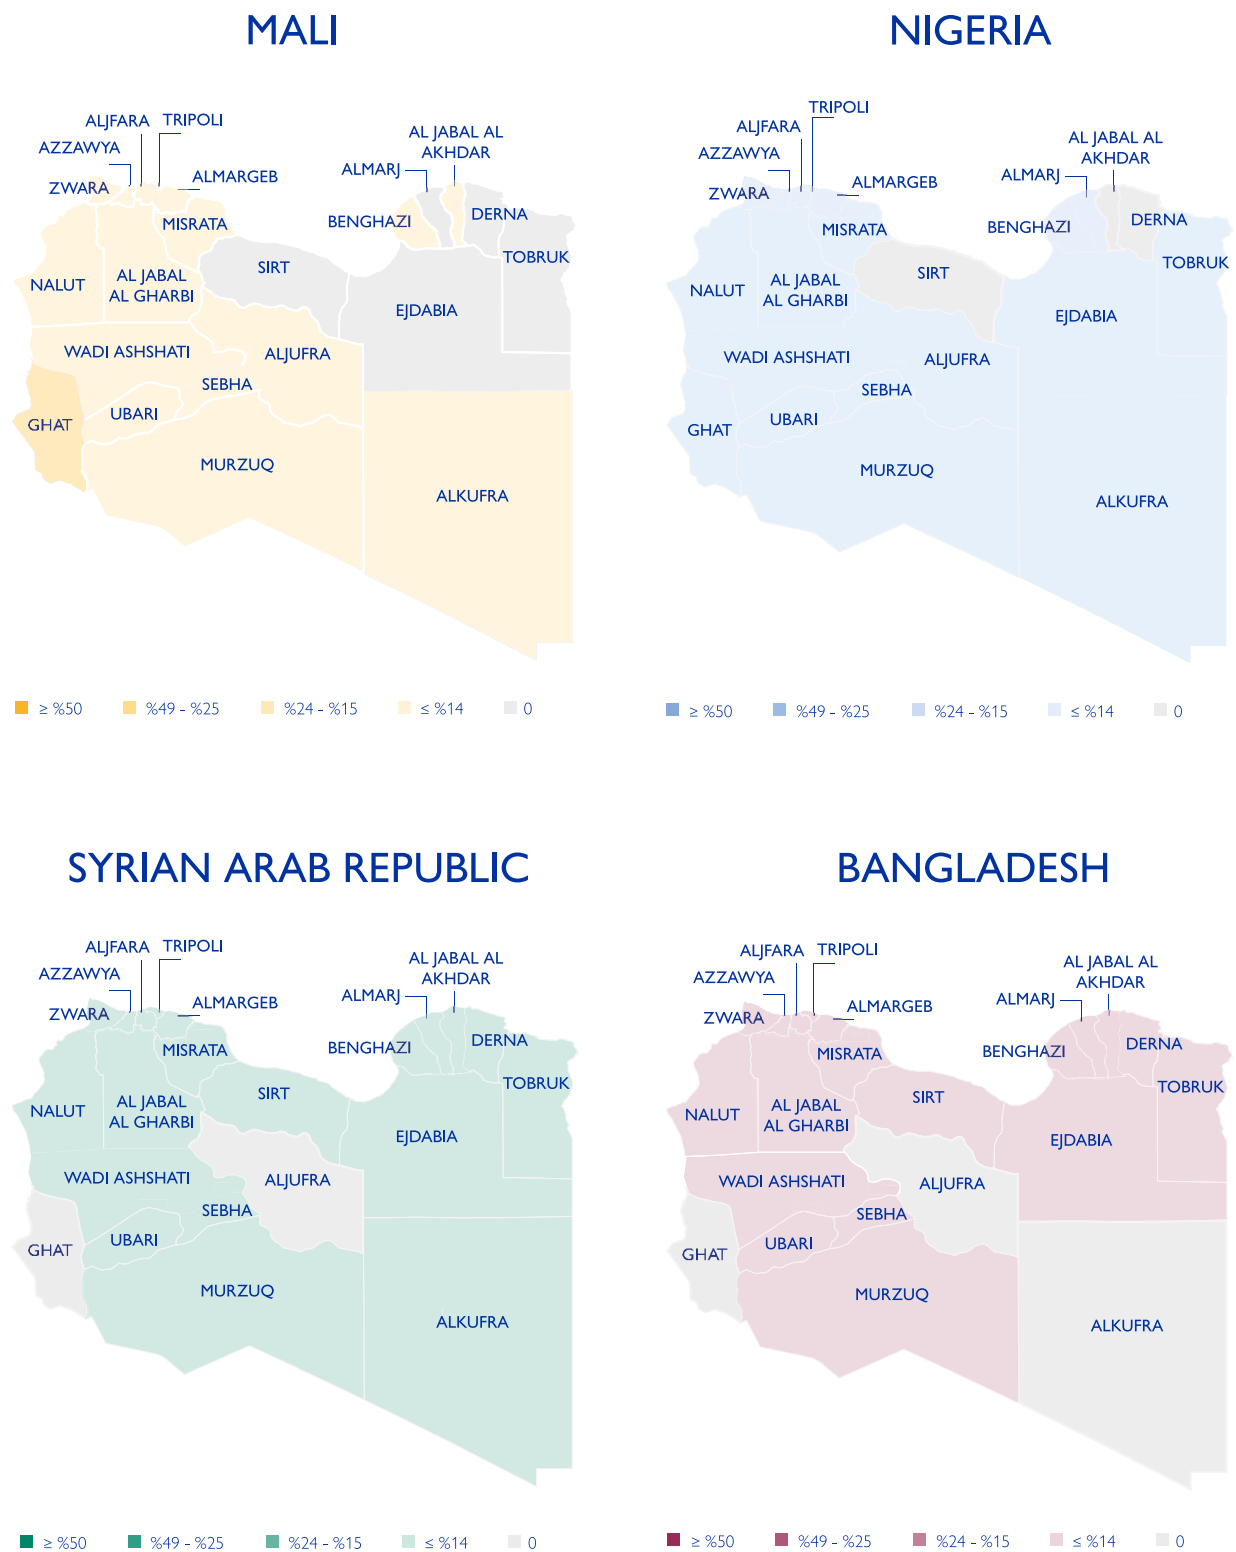 MALI
ALJFARA
TRIPOLI
AZZAWYA
ZWARA
ALMARGEB
MISRATA
AL JABAL AL
AKHDAR
ALMARJ
BENGHAZI
DERNA
TOBRUK
SIRT
NALUT
AL JABAL
AL GHARBI
EJDABIA
WADI ASHSHATI
ALJUFRA
SEBHA
UBARI
GHAT
MURZUQ
ALKUFRA
≥ %50
%49 - %25
%24 - %15
≤ %14
0
NIGERIA
TRIPOLI
ALJFARA
AZZAWYA
ZWARA
ALMARGEB
MISRATA
AL JABAL AL
AKHDAR
ALMARJ
BENGHAZI
DERNA
TOBRUK
SIRT
NALUT
AL JABAL
AL GHARBI
EJDABIA
WADI ASHSHATI
ALJUFRA
SEBHA
UBARI
GHAT
MURZUQ
ALKUFRA
≥ %50
%49 - %25
%24 - %15
≤ %14
0
SYRIAN ARAB REPUBLIC
ALJFARA
TRIPOLI
AZZAWYA
ZWARA
ALMARGEB
MISRATA
AL JABAL AL
AKHDAR
ALMARJ
BENGHAZI
DERNA
TOBRUK
SIRT
NALUT
AL JABAL
AL GHARBI
EJDABIA
WADI ASHSHATI
ALJUFRA
SEBHA
UBARI
GHAT
MURZUQ
ALKUFRA
≥ %50
%49 - %25
%24 - %15
≤ %14
0
BANGLADESH
ALJFARA
TRIPOLI
AZZAWYA
ZWARA
ALMARGEB
MISRATA
AL JABAL AL
AKHDAR
ALMARJ
BENGHAZI
DERNA
TOBRUK
SIRT
NALUT
AL JABAL
AL GHARBI
EJDABIA
WADI ASHSHATI
ALJUFRA
SEBHA
UBARI
GHAT
MURZUQ
ALKUFRA
≥ %50
%49 - %25
%24 - %15
≤ %14
0